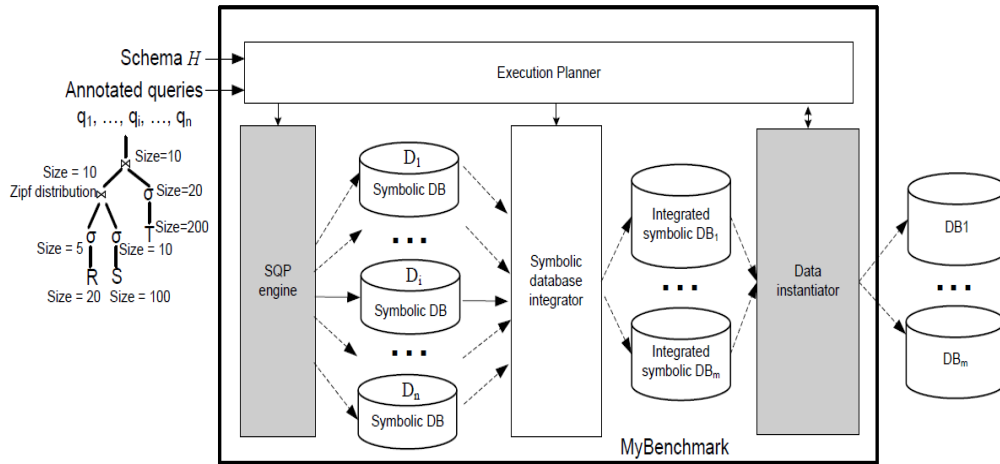 Schema H
Annotated queries
q1, ..., qi, ..., qn
Size=10
Size = 10
Zipf distribution
⋈
⋈
σ
Size=20
T
Size=200
Size = 5
σ
σ
Size = 10
R
S
Size = 20
Size = 100
Execution Planner
SQP
engine
D1
Symbolic DB
...
Di
Symbolic DB
...
Dn
Symbolic DB
Symbolic
database
integrator
Integrated
symbolic DB1
...
Integrated
symbolic DBm
Data
instantiator
DB1
...
DBm
MyBenchmark